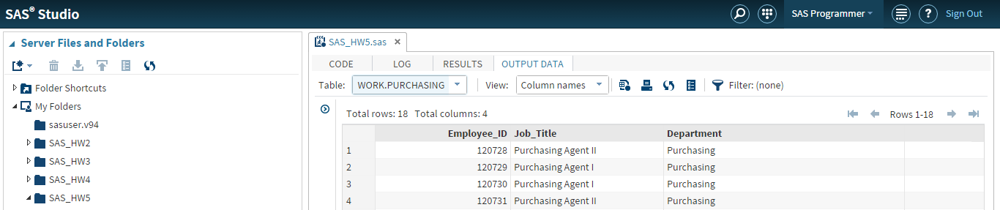 SAS® Studio
SAS Programmer
Sign Out
Server Files and Folders
Folder Shortcuts
My Folders
sasuser.v94
SAS_HW2
SAS_HW3
SAS_HW4
SAS_HW5
SAS_HW5.sas
CODE LOG RESULTS OUTPUT DATA
Table: WORK.PURCHASING View: Column names Filter: (none)
Total rows: 18 Total columns: 4 Rows 1-18
Employee_ID Job_Title Department
1 120728 Purchasing Agent II Purchasing
2 120729 Purchasing Agent I Purchasing
3 120730 Purchasing Agent I Purchasing
4 120731 Purchasing Agent II Purchasing